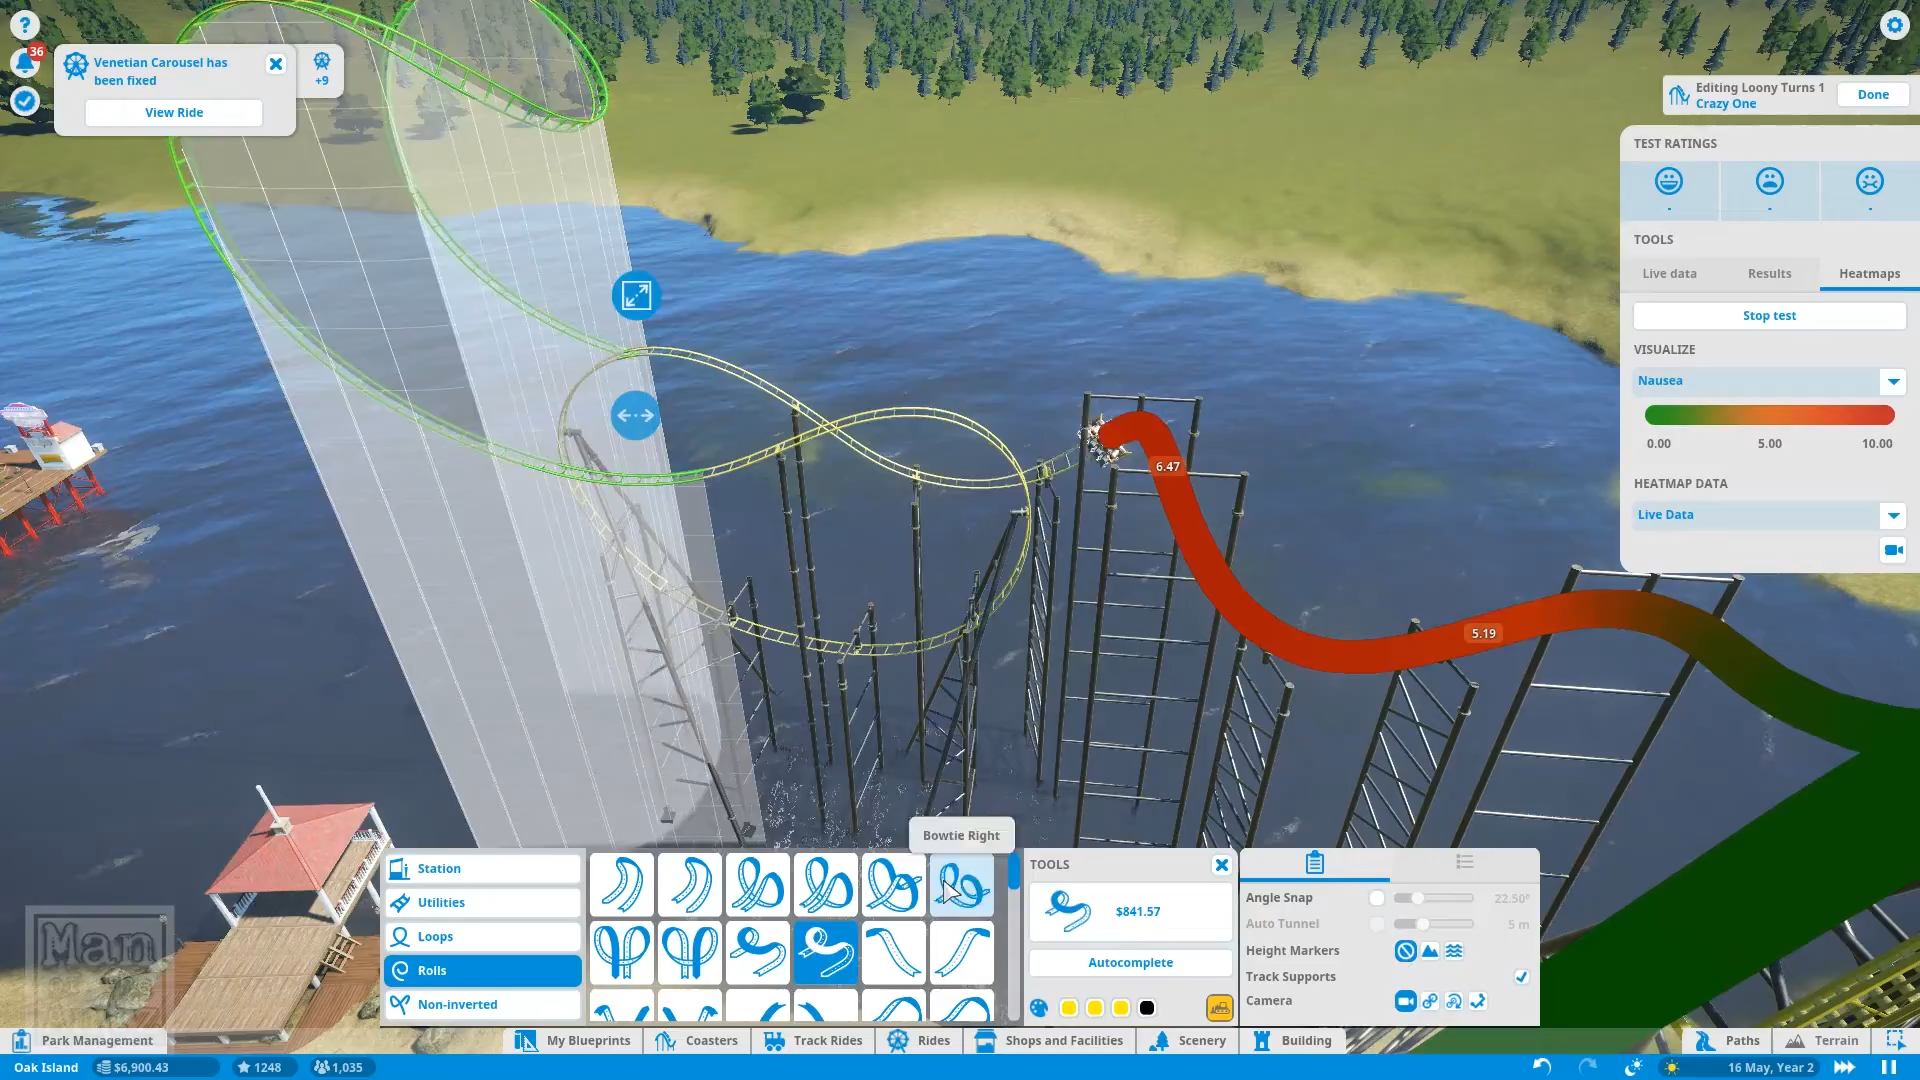 ?
36
Venetian Carousel has
been fixed
+9
View Ride
Editing Loony Turns 1
Crazy One
Done
TEST RATINGS
-
-
-
TOOLS
Live data
Results
Heatmaps
Stop test
VISUALIZE
Nausea
0.00
5.00
10.00
HEATMAP DATA
Live Data
6.47
5.19
Bowtie Right
Station
Utilities
Loops
Rolls
Non-inverted
TOOLS
$841.57
Autocomplete
Angle Snap
22.50°
Auto Tunnel
5 m
Height Markers
Track Supports
Camera
Man
Park Management
My Blueprints
Coasters
Track Rides
Rides
Shops and Facilities
Scenery
Building
Paths
Terrain
Oak Island
$6,900.43
1248
1,035
16 May, Year 2